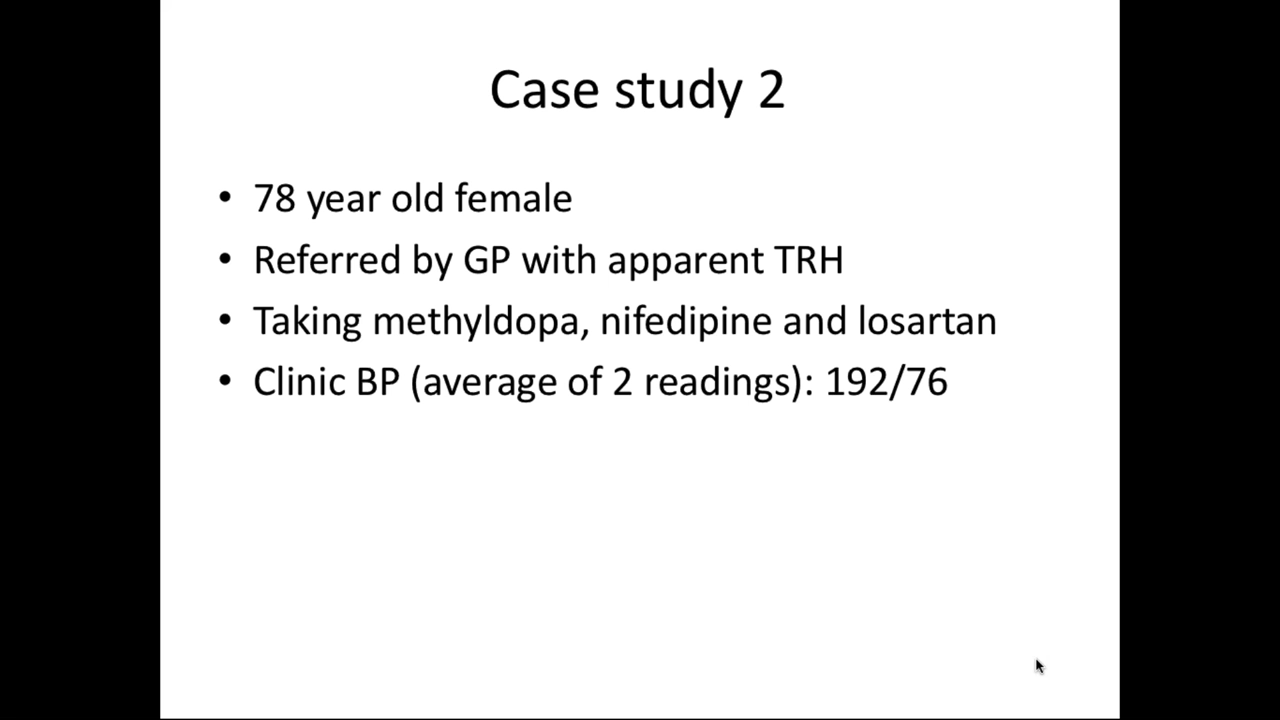 Case study 2
• 78 year old female
• Referred by GP with apparent TRH
• Taking methyldopa, nifedipine and losartan
• Clinic BP (average of 2 readings): 192/76